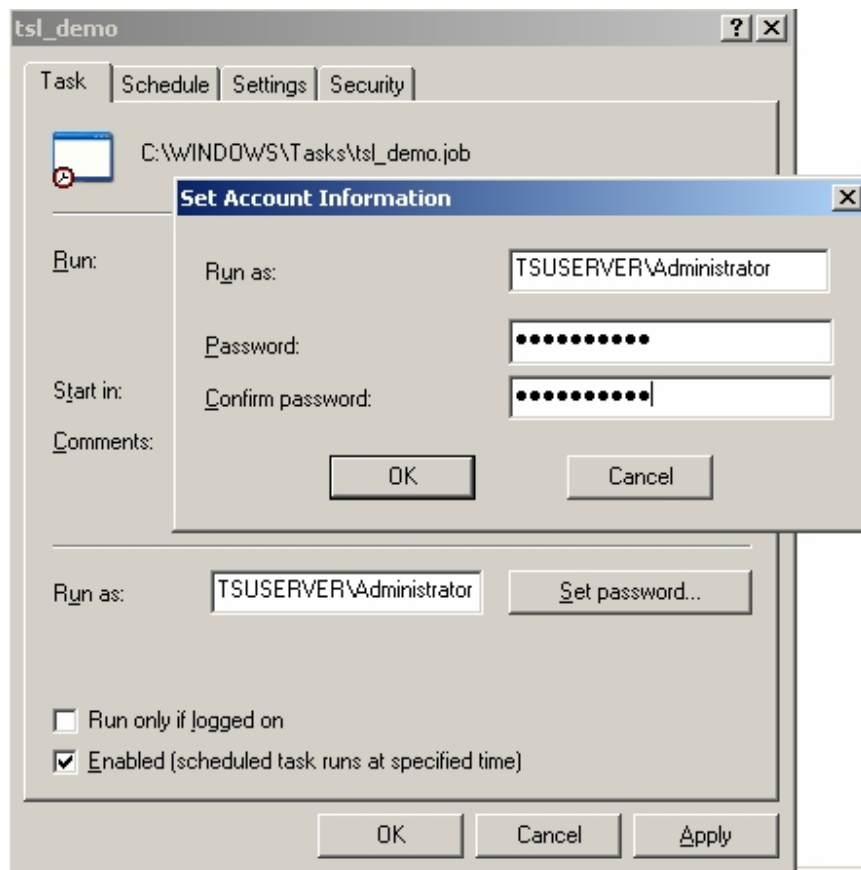 tsl_demo
Task Schedule Settings Security
C:\WINDOWS\Tasks\tsl_demo.job
Set Account Information
Run:
Run as: TSUSERVER\Administrator
Password: ●●●●●●●●●●
Start in:
Confirm password: ●●●●●●●●●●
Comments:
OK Cancel
Run as: TSUSERVER\Administrator Set password...
Run only if logged on
Enabled (scheduled task runs at specified time)
OK Cancel Apply